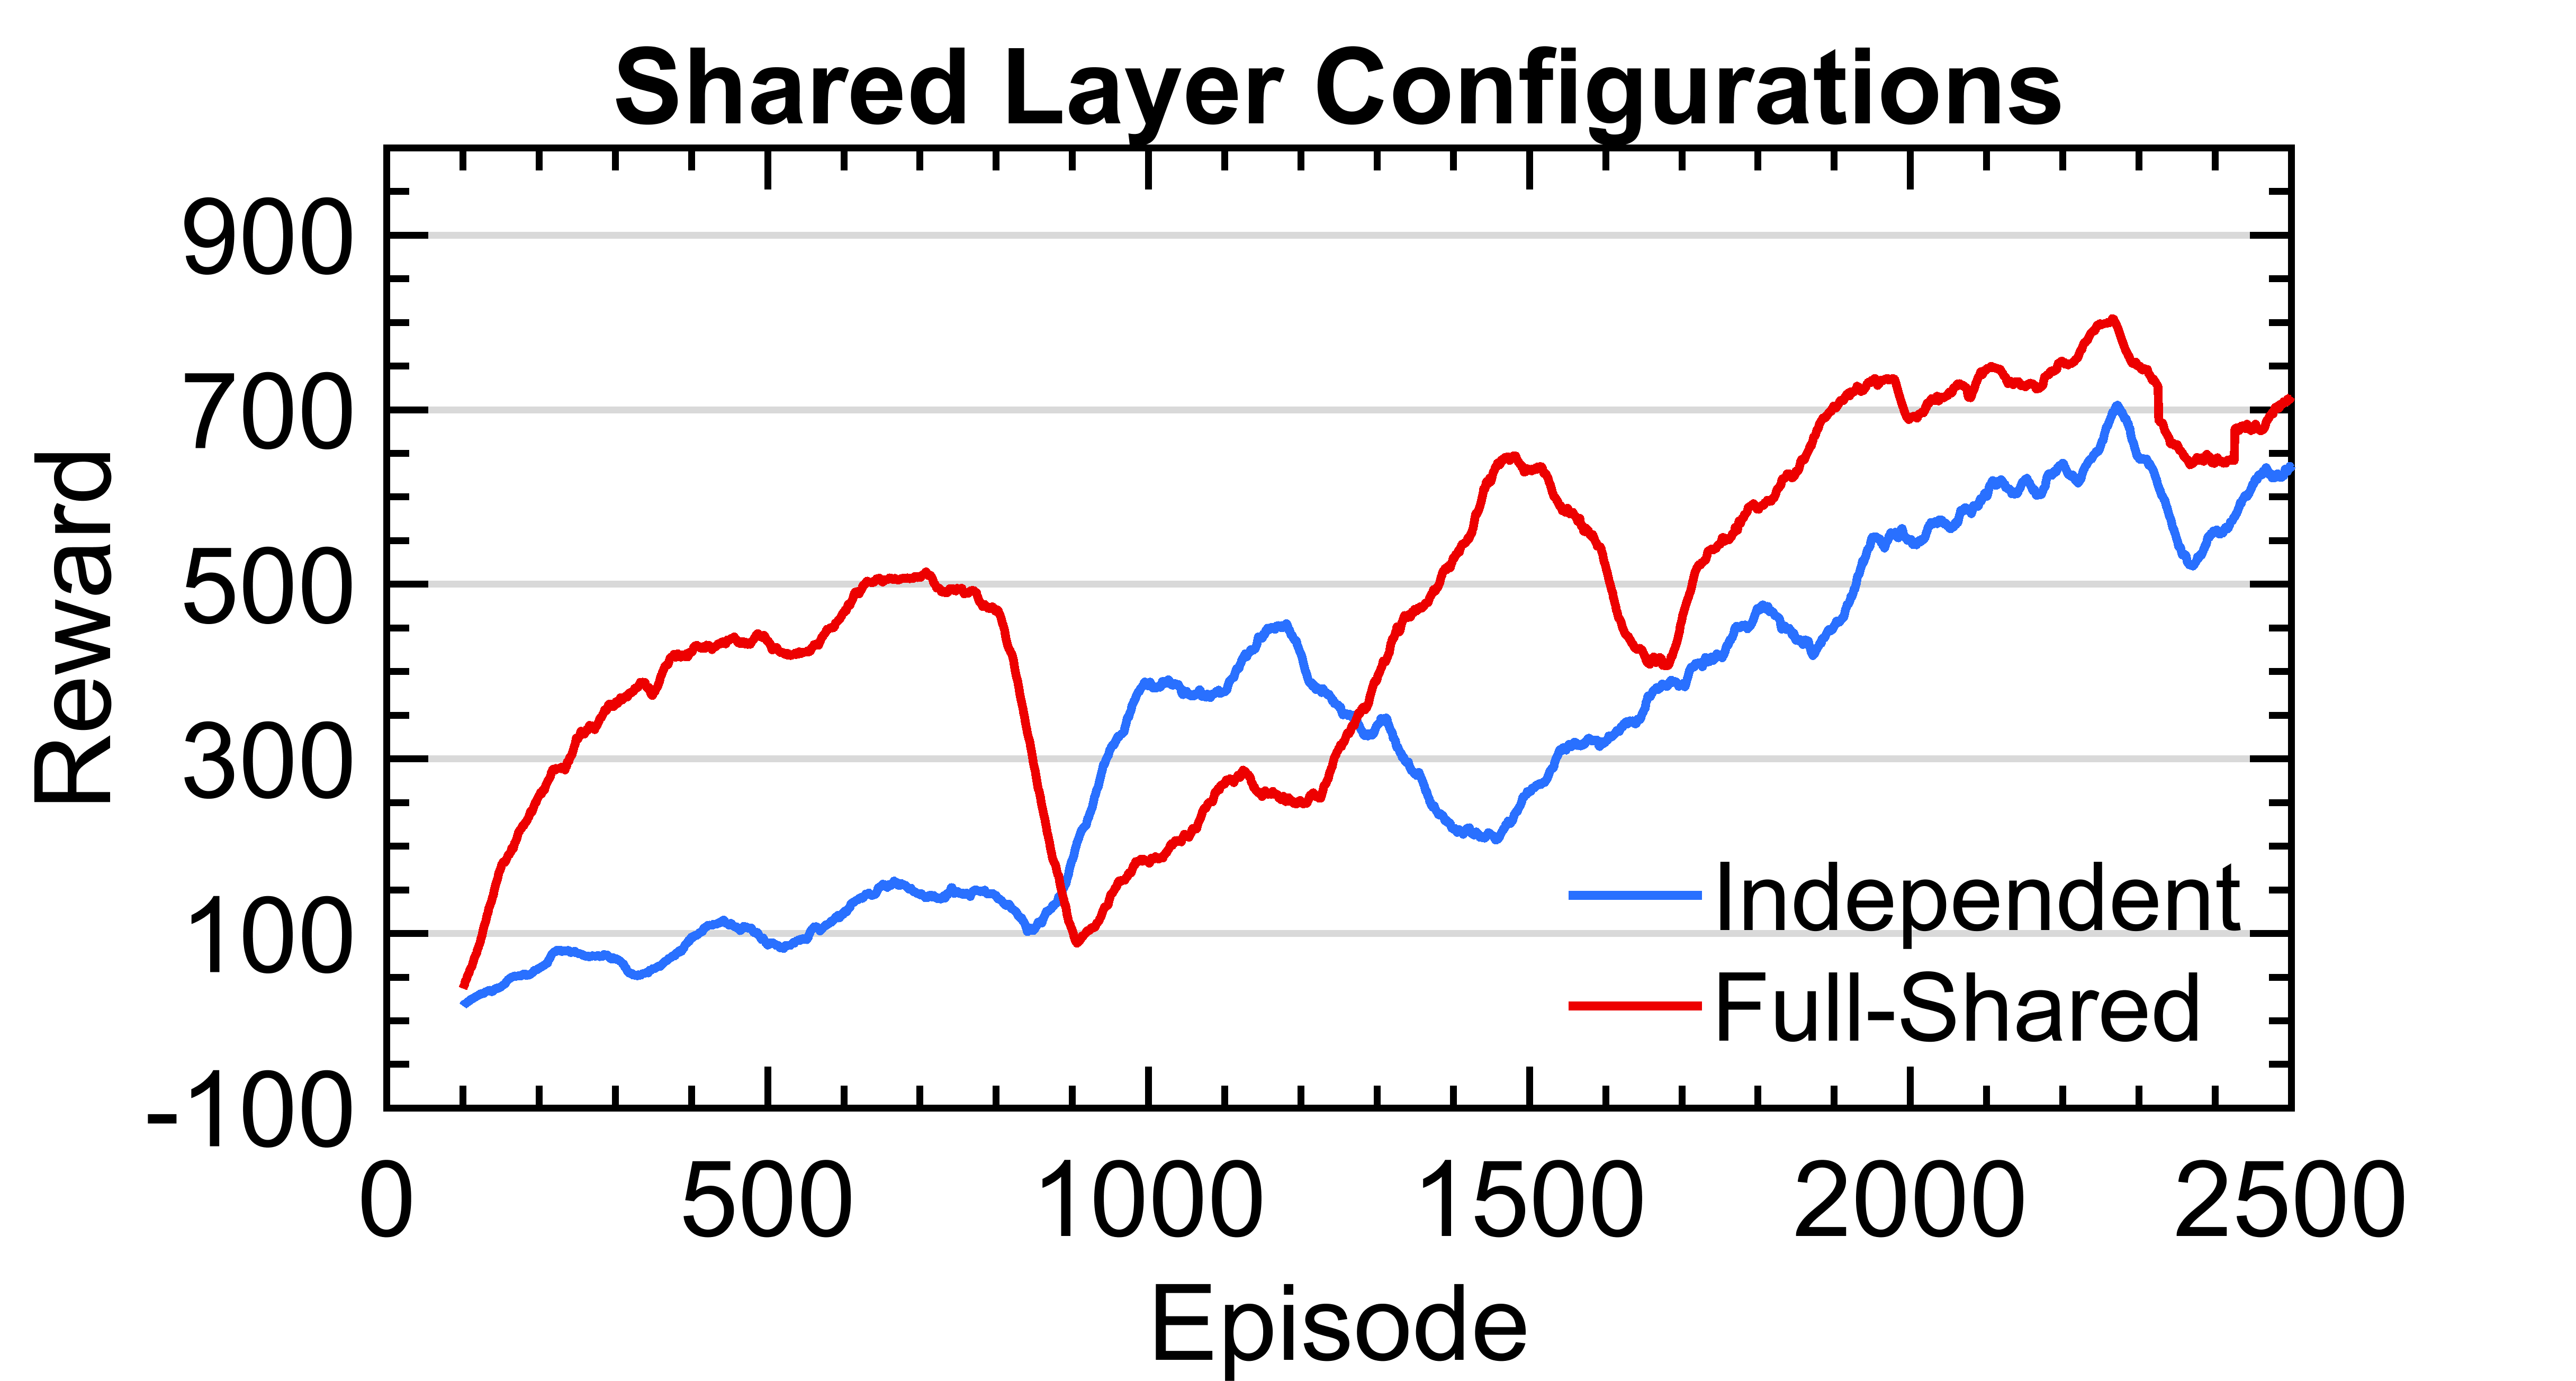 Shared Layer Configurations
900
700
500
300
100
-100
Reward
Independent
Full-Shared
0 500 1000 1500 2000 2500
Episode